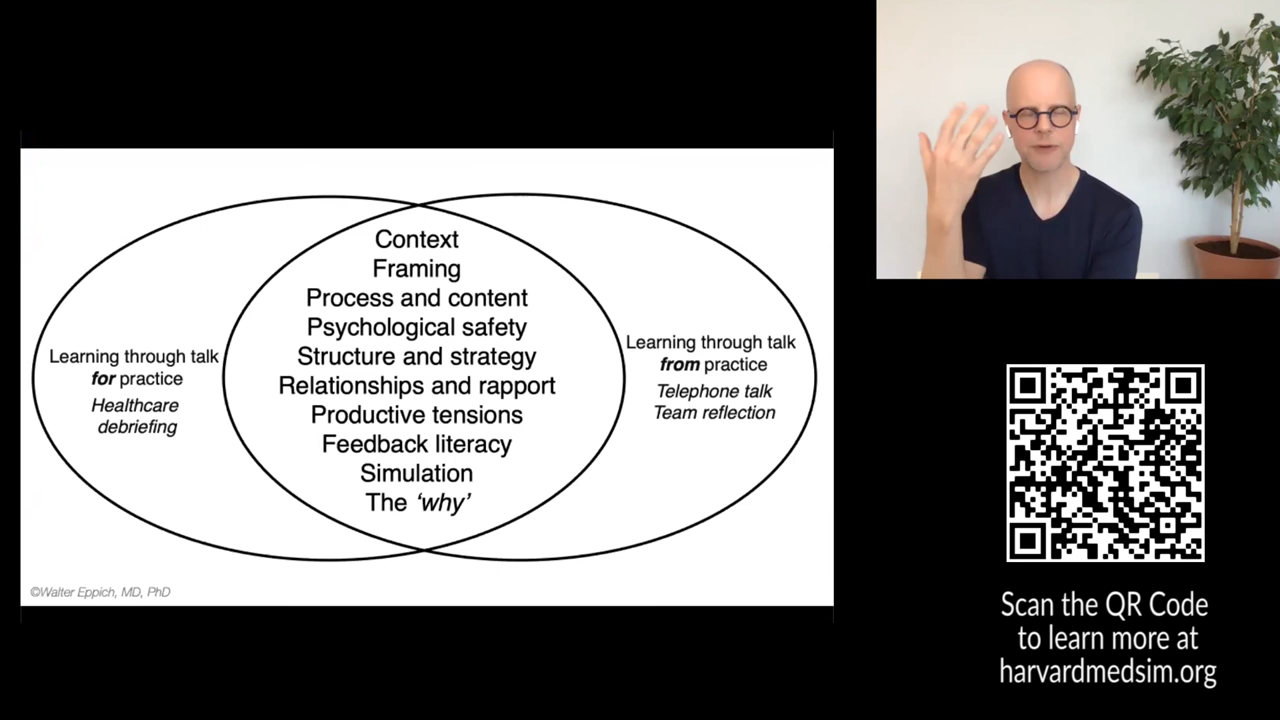 Context
Framing
Process and content
Psychological safety
Structure and strategy
Relationships and rapport
Productive tensions
Feedback literacy
Simulation
The ‘why’
Learning through talk
for practice
Healthcare
debriefing
Learning through talk
from practice
Telephone talk
Team reflection
©Walter Eppich, MD, PhD
Scan the QR Code
to learn more at
harvardmedsim.org